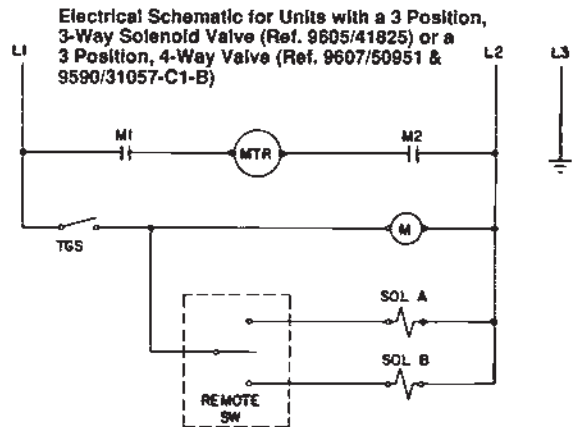 Electrical Schematic for Units with a 3 Position,
3-Way Solenoid Valve (Ref. 9605/41825) or a
3 Position, 4-Way Valve (Ref. 9607/50951 &
9590/31057-C1-B)
L1
L2
L3
M1
MTR
M2
TGS
M
SOL A
SOL B
REMOTE
SW